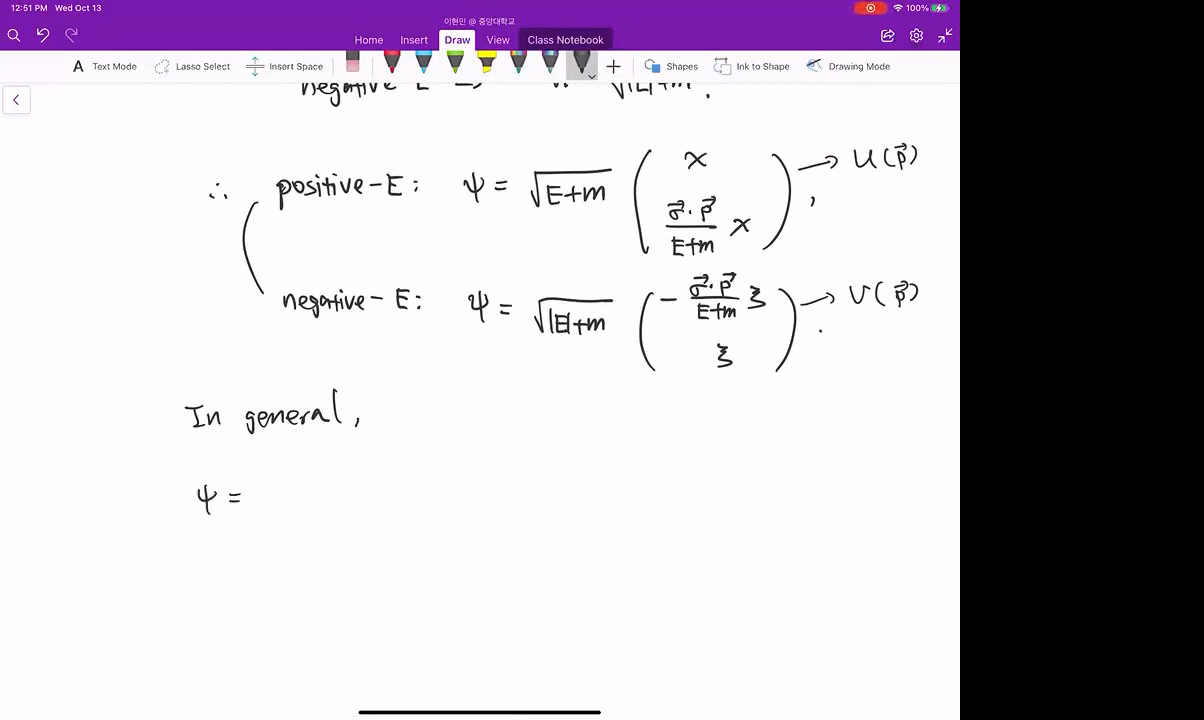 12:51 PM Wed Oct 13
100%
이현민 @ 중앙대학교
Home Insert Draw View Class Notebook
A Text Mode Lasso Select Insert Space Shapes Ink to Shape Drawing Mode
negative-E
√|E|+m .
∴ positive-E: ψ = √E+m ( χ
σ⃗·p⃗ / E+m χ ) → u(p⃗) ,
negative-E: ψ = √|E|+m ( - σ⃗·p⃗ / E+m ξ
ξ ) → v(p⃗) .
In general,
ψ =